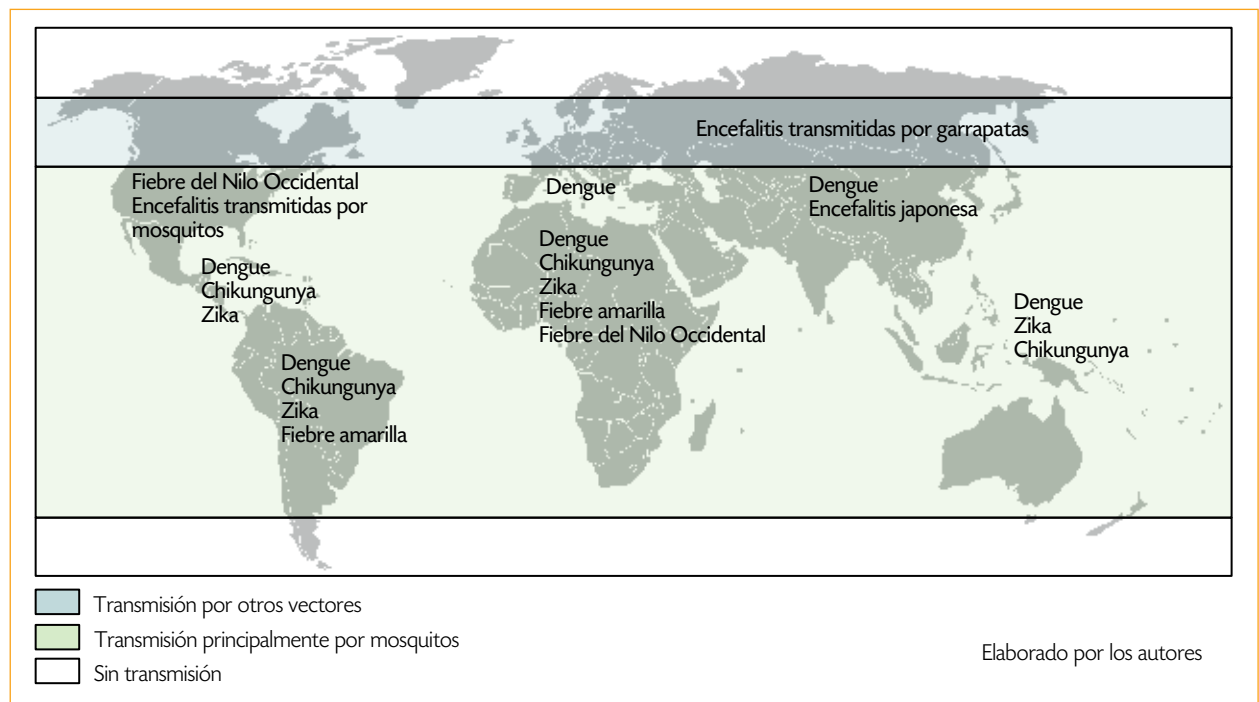 Encefalitis transmitidas por garrapatas
Fiebre del Nilo Occidental
Encefalitis transmitidas por
mosquitos
Dengue
Dengue
Encefalitis japonesa
Dengue
Chikungunya
Zika
Fiebre amarilla
Fiebre del Nilo Occidental
Dengue
Chikungunya
Zika
Dengue
Zika
Chikungunya
Dengue
Chikungunya
Zika
Fiebre amarilla
Transmisión por otros vectores
Transmisión principalmente por mosquitos
Sin transmisión
Elaborado por los autores